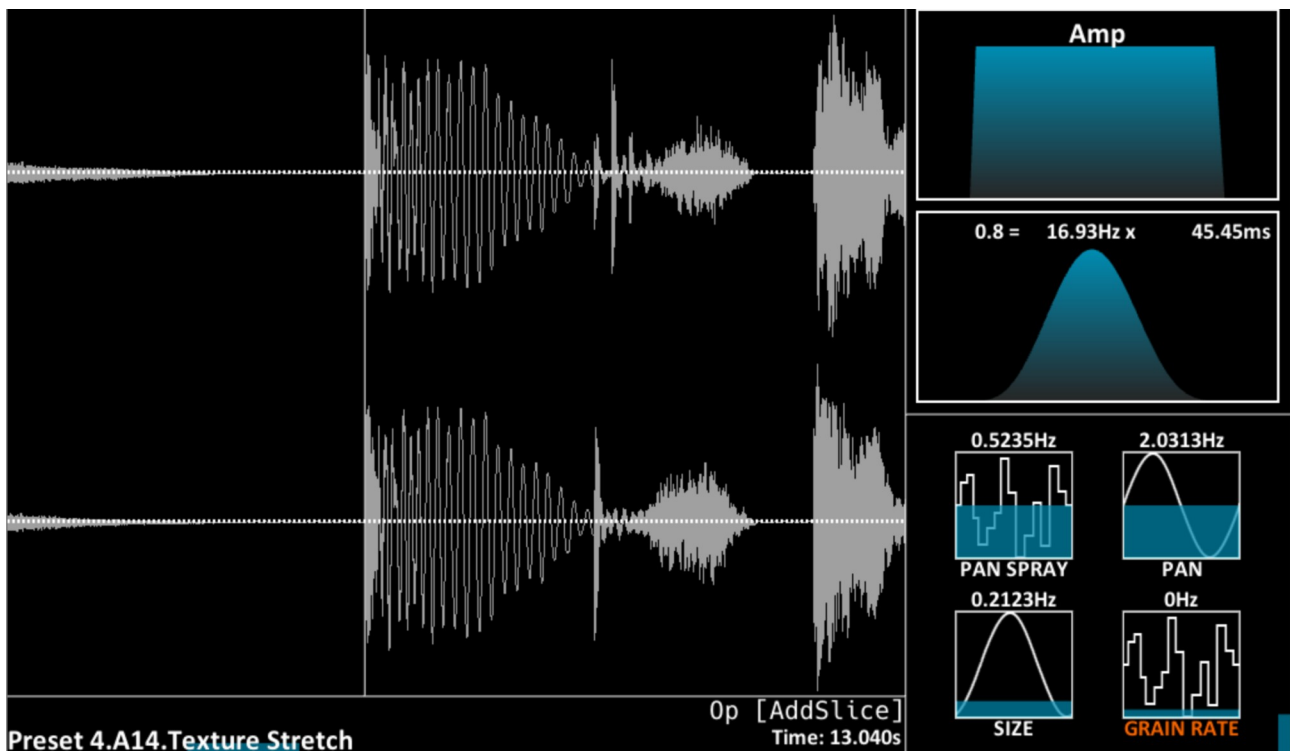 Amp
0.8 = 16.93Hz x 45.45ms
0.5235Hz 2.0313Hz
PAN SPRAY PAN
0.2123Hz 0Hz
SIZE GRAIN RATE
Op [AddSlice]
Preset 4.A14.Texture Stretch
Time: 13.040s